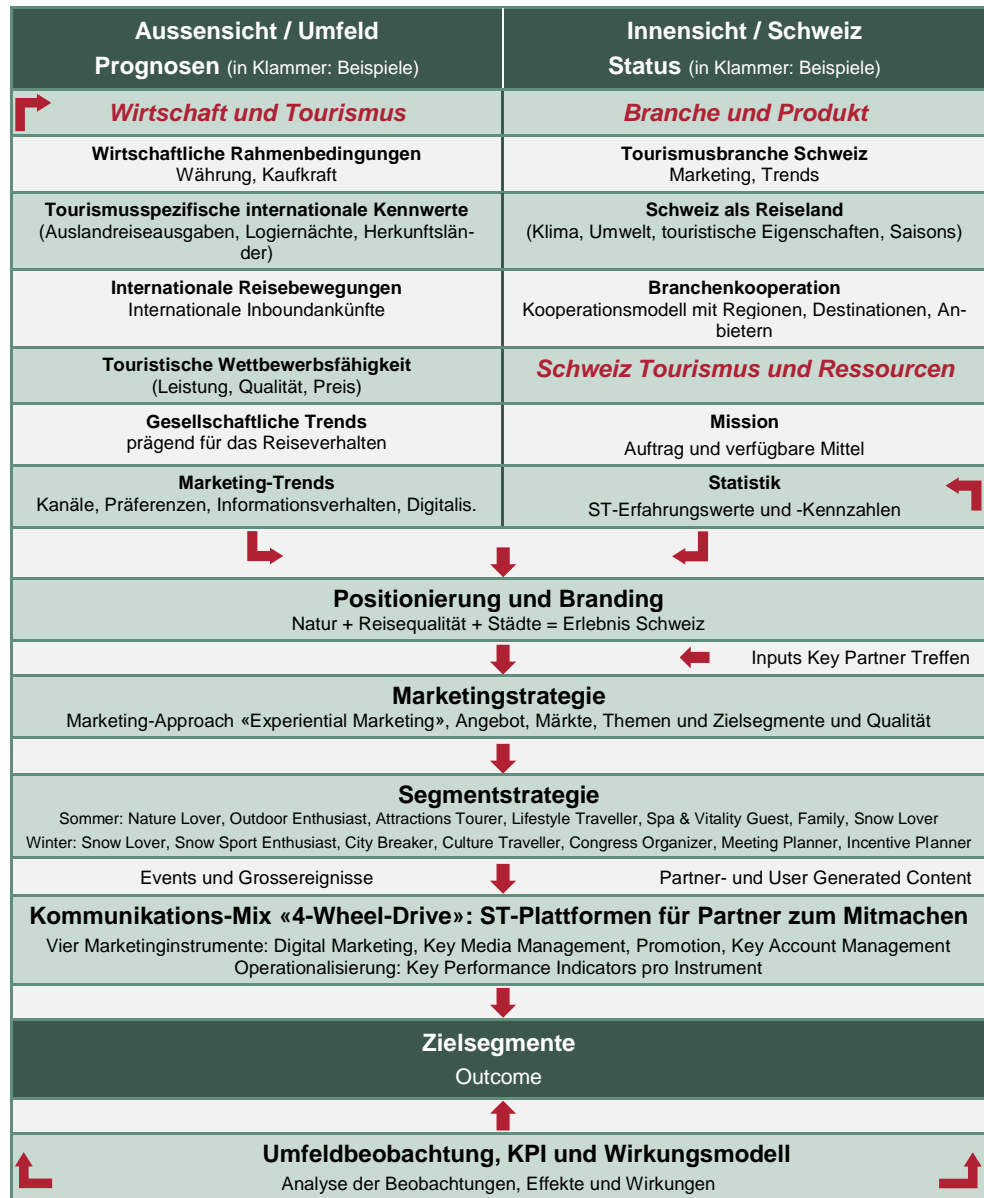 Aussensicht / Umfeld
Prognosen (in Klammer: Beispiele)
Innensicht / Schweiz
Status (in Klammer: Beispiele)
Wirtschaft und Tourismus
Branche und Produkt
Wirtschaftliche Rahmenbedingungen
Währung, Kaufkraft
Tourismusbranche Schweiz
Marketing, Trends
Tourismusspezifische internationale Kennwerte
(Auslandreiseausgaben, Logiernächte, Herkunftslän-
der)
Schweiz als Reiseland
(Klima, Umwelt, touristische Eigenschaften, Saisons)
Internationale Reisebewegungen
Internationale Inboundankünfte
Branchenkooperation
Kooperationsmodell mit Regionen, Destinationen, An-
bietern
Touristische Wettbewerbsfähigkeit
(Leistung, Qualität, Preis)
Schweiz Tourismus und Ressourcen
Gesellschaftliche Trends
prägend für das Reiseverhalten
Mission
Auftrag und verfügbare Mittel
Marketing-Trends
Kanäle, Präferenzen, Informationsverhalten, Digitalis.
Statistik
ST-Erfahrungswerte und -Kennzahlen
Positionierung und Branding
Natur + Reisequalität + Städte = Erlebnis Schweiz
Inputs Key Partner Treffen
Marketingstrategie
Marketing-Approach «Experiential Marketing», Angebot, Märkte, Themen und Zielsegmente und Qualität
Segmentstrategie
Sommer: Nature Lover, Outdoor Enthusiast, Attractions Tourer, Lifestyle Traveller, Spa & Vitality Guest, Family, Snow Lover
Winter: Snow Lover, Snow Sport Enthusiast, City Breaker, Culture Traveller, Congress Organizer, Meeting Planner, Incentive Planner
Events und Grossereignisse
Partner- und User Generated Content
Kommunikations-Mix «4-Wheel-Drive»: ST-Plattformen für Partner zum Mitmachen
Vier Marketinginstrumente: Digital Marketing, Key Media Management, Promotion, Key Account Management
Operationalisierung: Key Performance Indicators pro Instrument
Zielsegmente
Outcome
Umfeldbeobachtung, KPI und Wirkungsmodell
Analyse der Beobachtungen, Effekte und Wirkungen